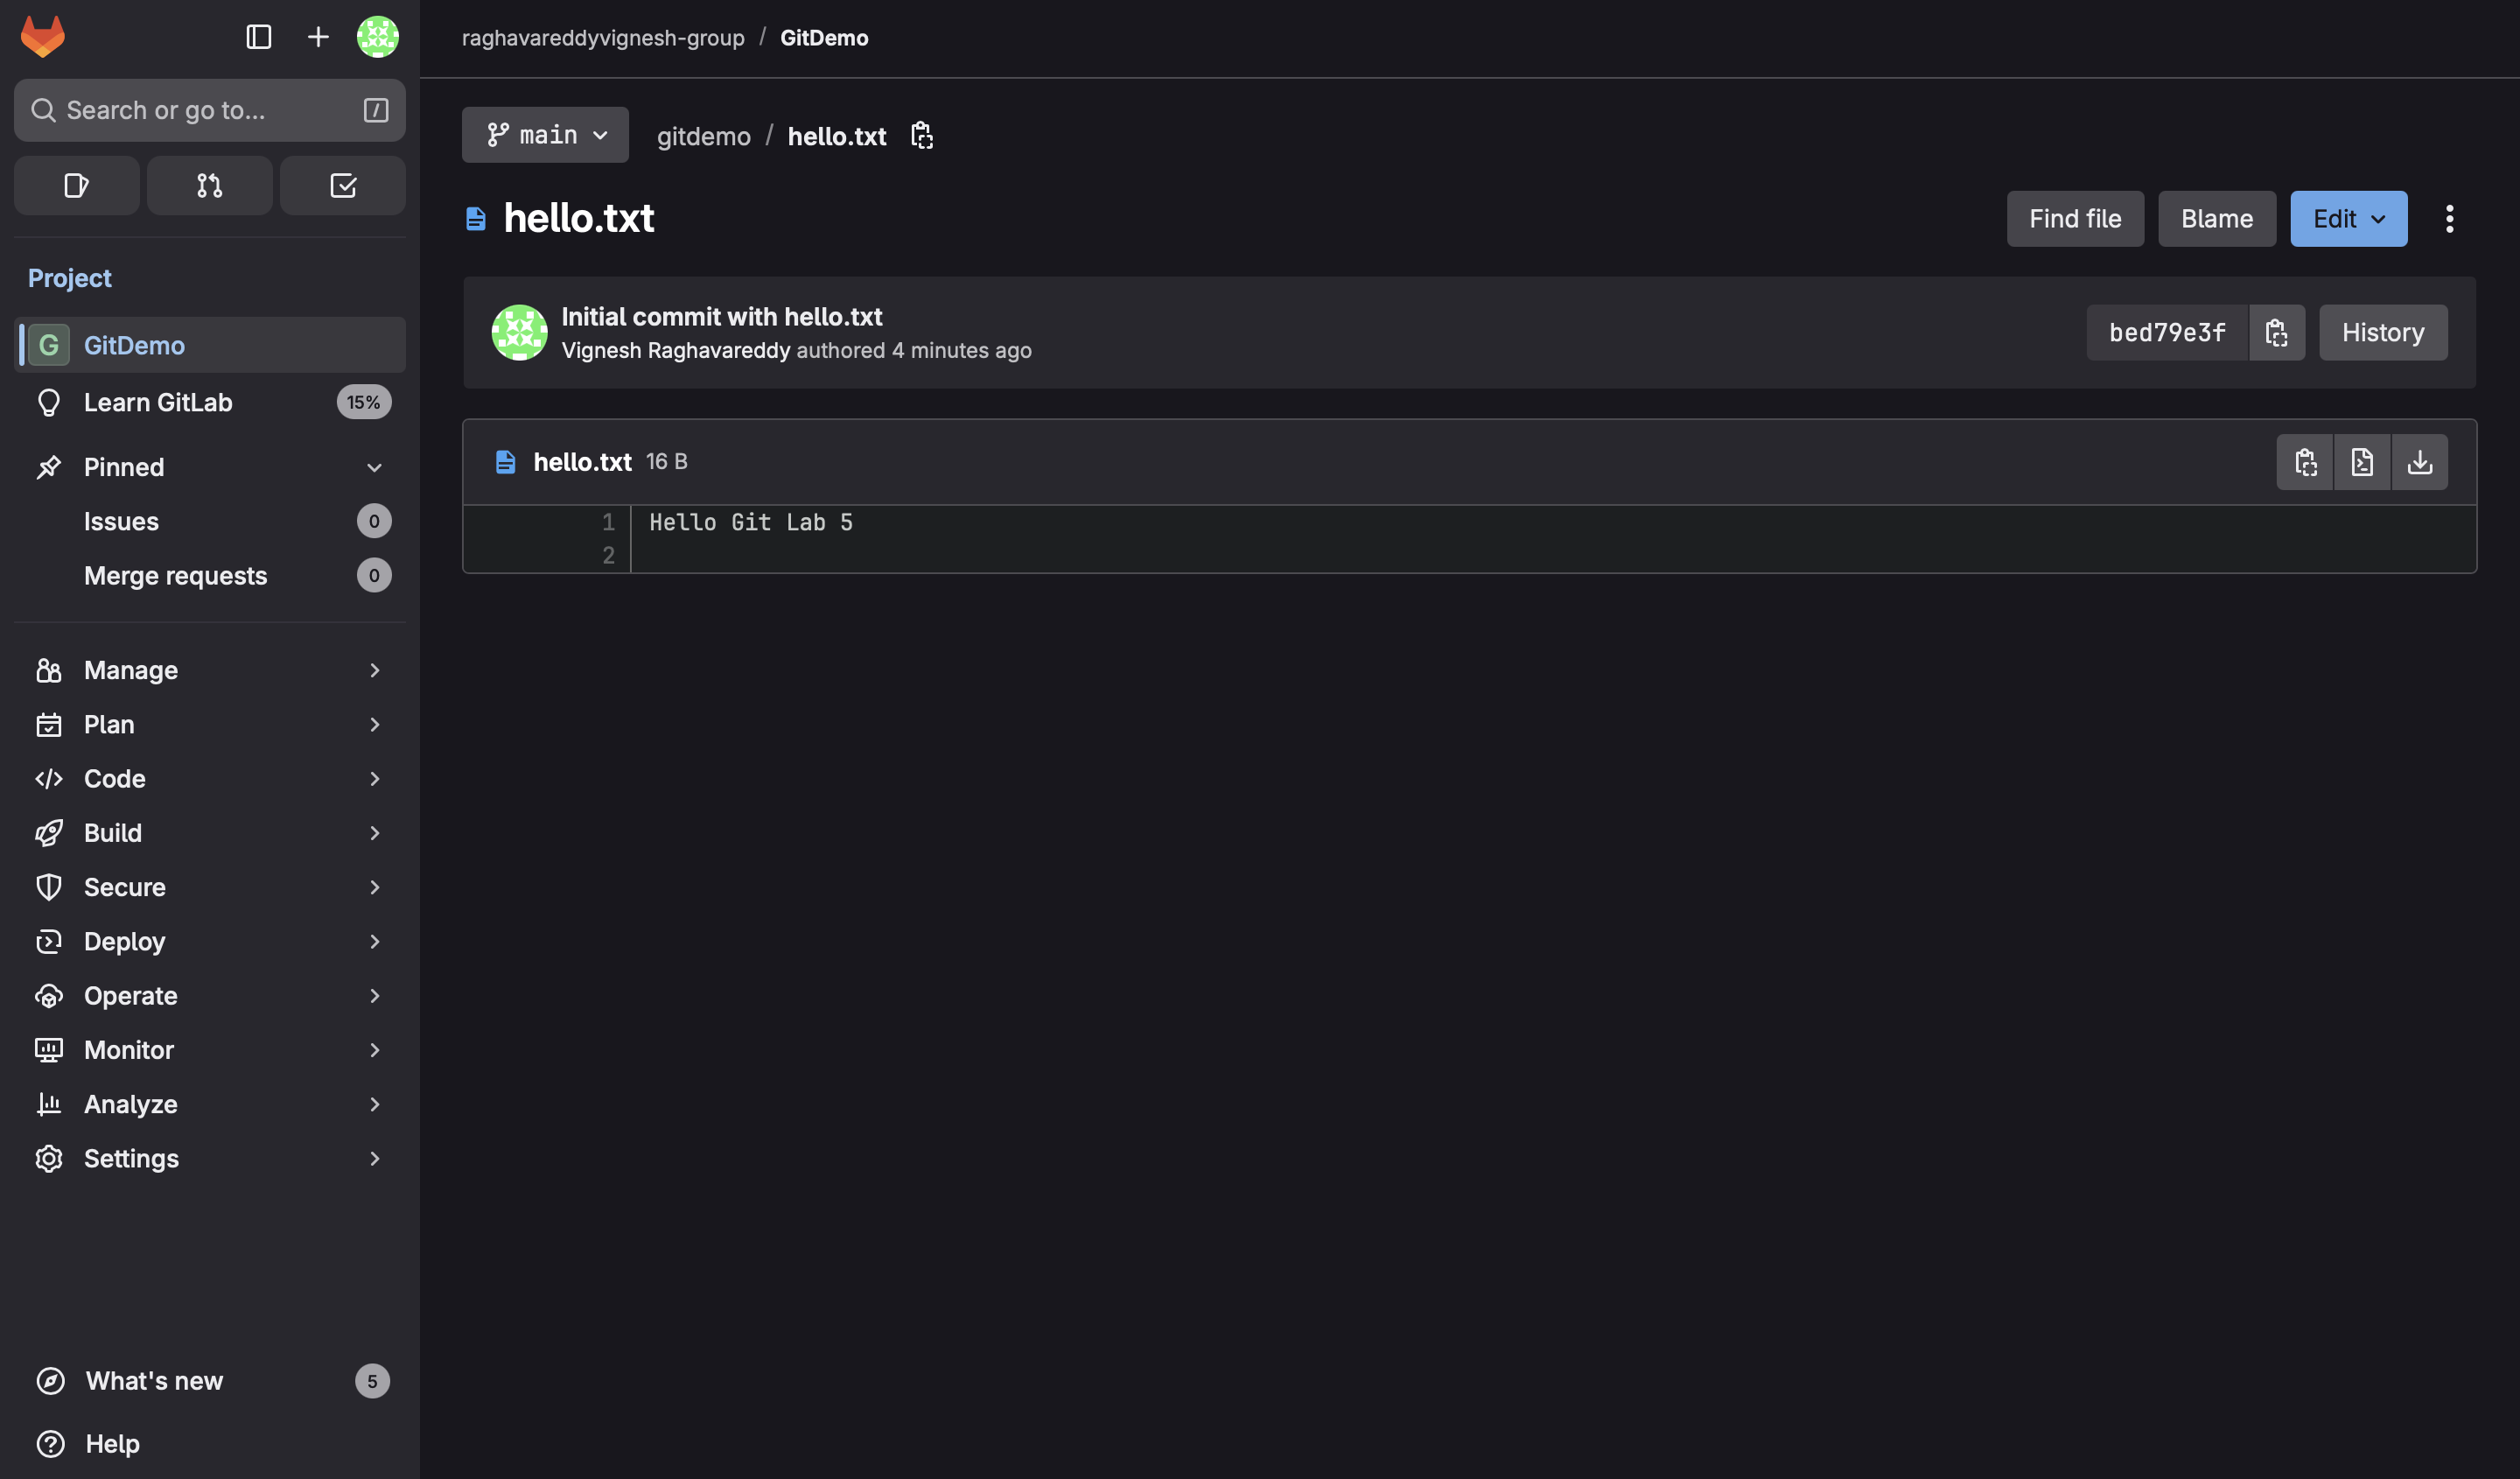 raghavareddyvignesh-group / GitDemo
Search or go to... /
Project
G GitDemo
Learn GitLab 15%
Pinned
Issues 0
Merge requests 0
Manage
Plan
Code
Build
Secure
Deploy
Operate
Monitor
Analyze
Settings
What's new 5
Help
main gitdemo / hello.txt
hello.txt Find file Blame Edit
Initial commit with hello.txt
Vignesh Raghavareddy authored 4 minutes ago
bed79e3f History
hello.txt 16 B
1 Hello Git Lab 5
2